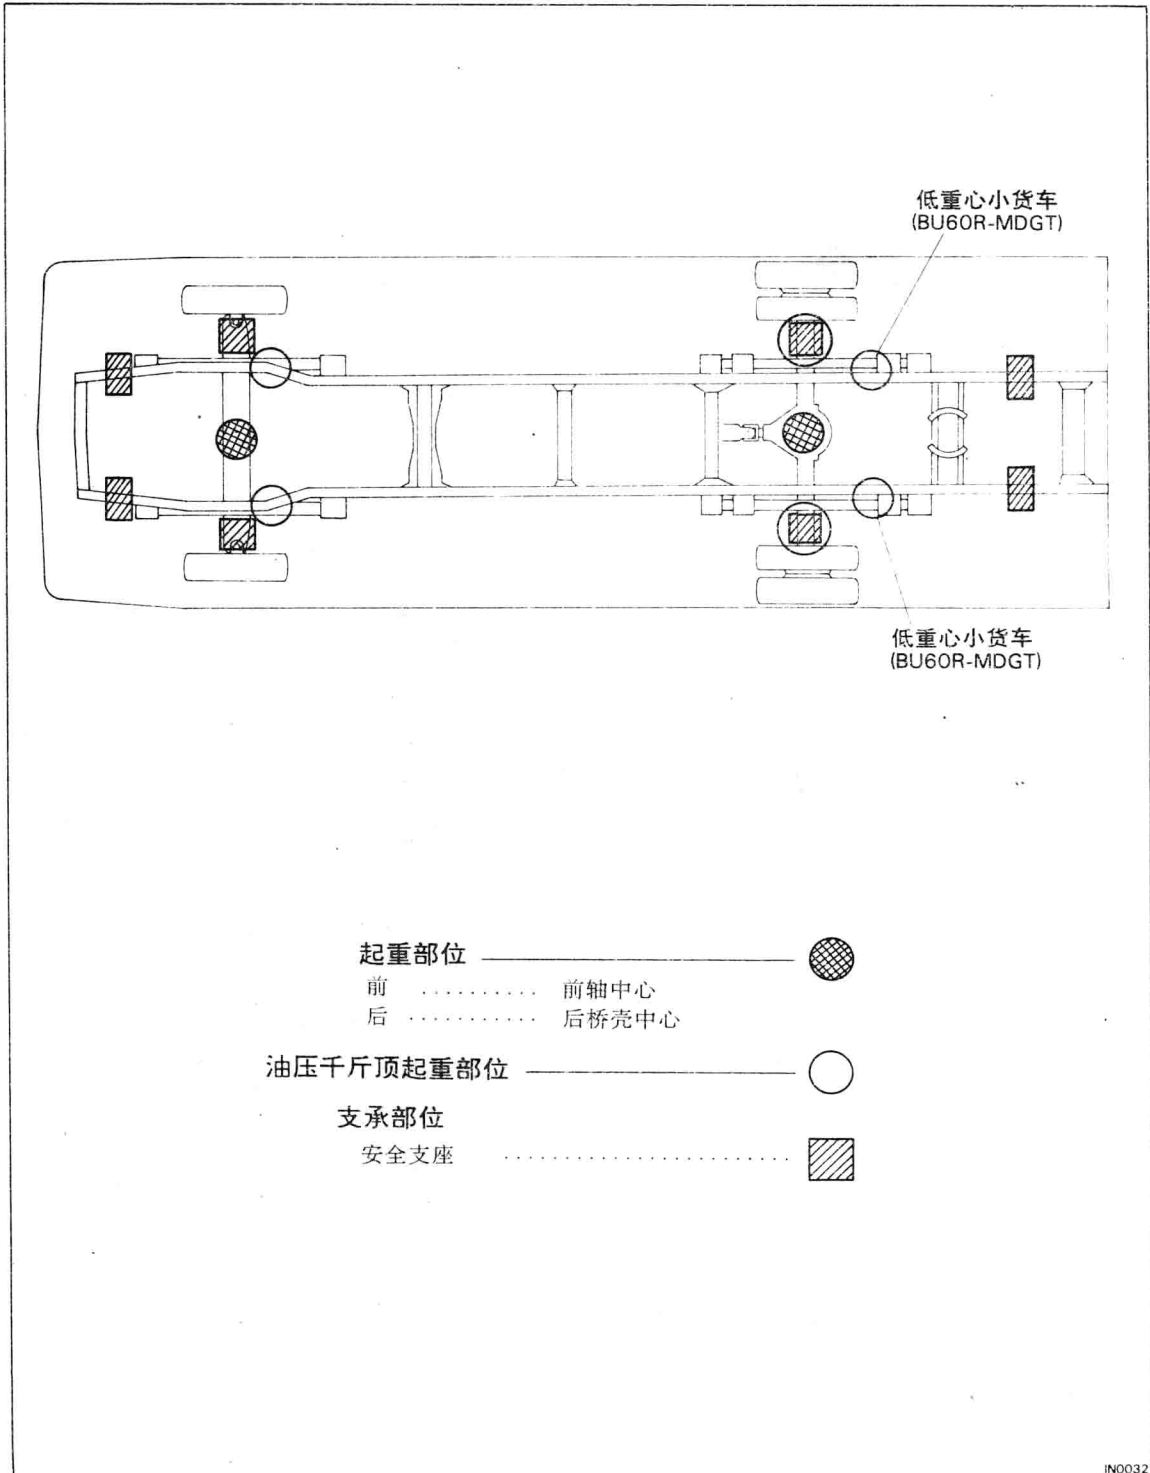 低重心小货车
(BU60R-MDGT)
低重心小货车
(BU60R-MDGT)
起重部位
前 .......... 前轴中心
后 ........... 后桥壳中心
油压千斤顶起重部位
支承部位
安全支座 ........................
IN0032